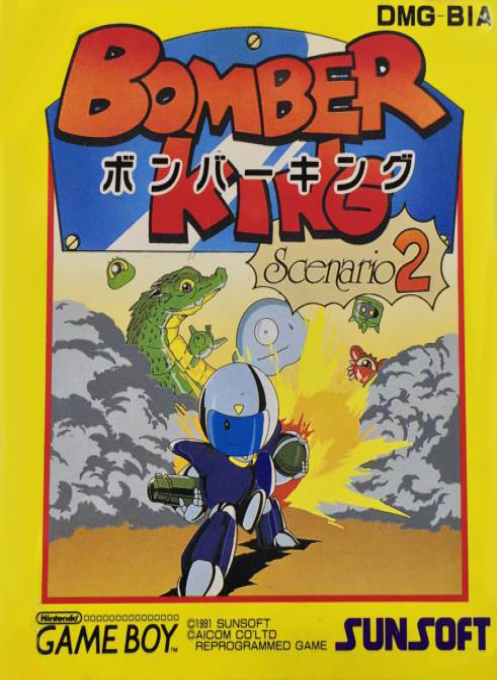 DMG-BIA
BOMBER
ボンバーキング
KING
Scenario 2
Nintendo
GAME BOY TM
©1991 SUNSOFT
©AICOM CO'LTD
REPROGRAMMED GAME
SUNSOFT